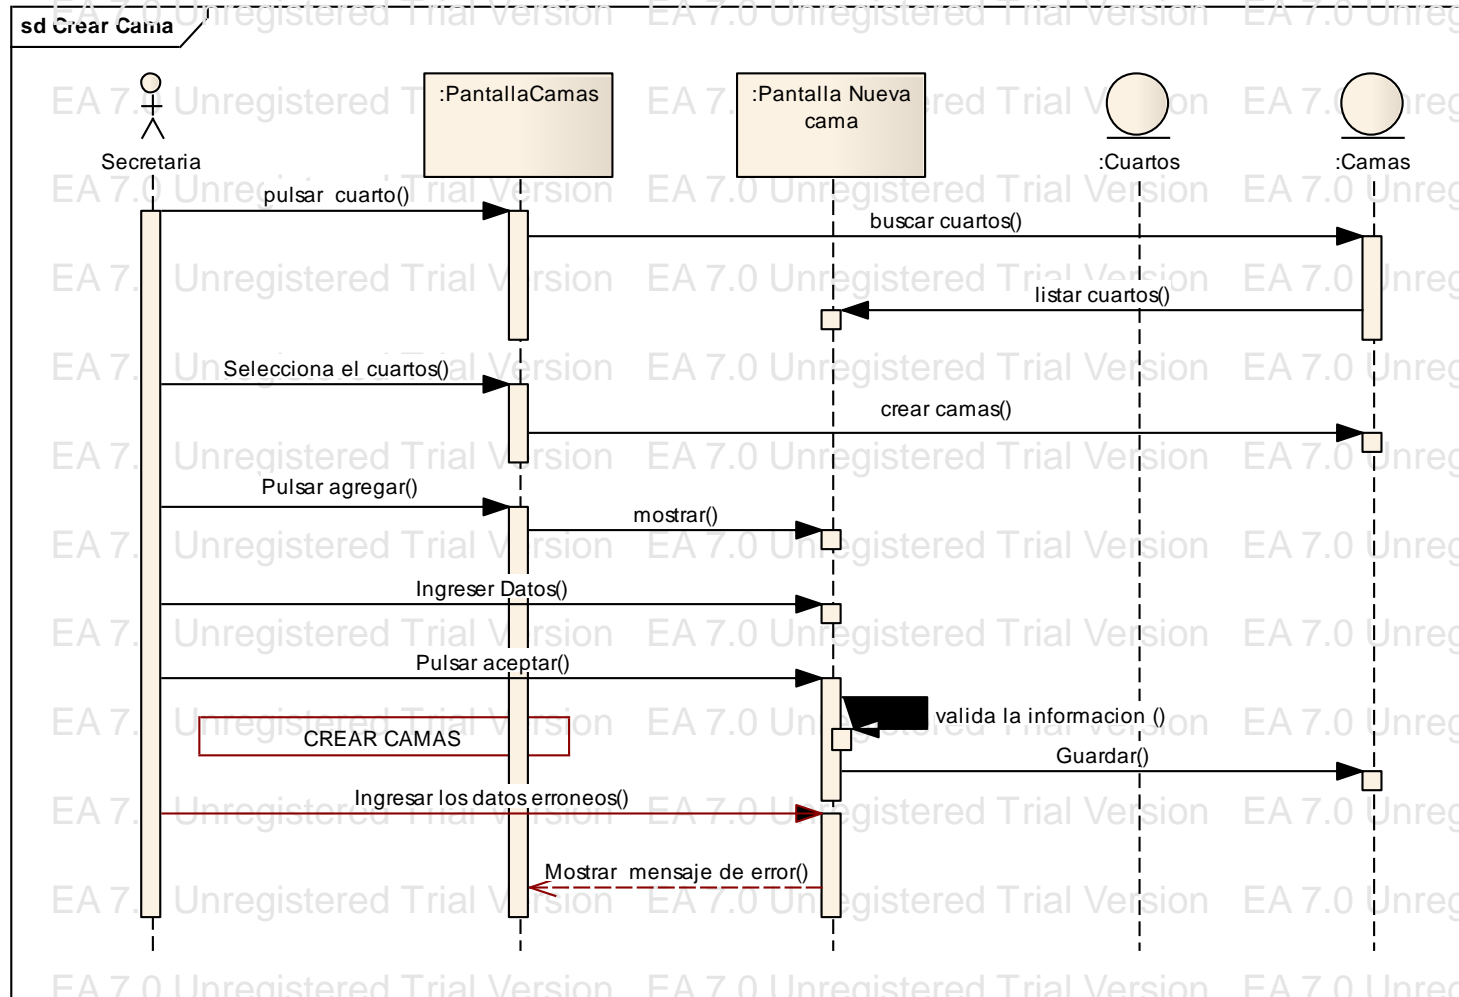 sd Crear Cama
Secretaria
:PantallaCamas
:Pantalla Nueva
cama
:Cuartos
:Camas
pulsar cuarto()
buscar cuartos()
listar cuartos()
Selecciona el cuartos()
crear camas()
Pulsar agregar()
mostrar()
Ingreser Datos()
Pulsar aceptar()
valida la informacion ()
CREAR CAMAS
Guardar()
Ingresar los datos erroneos()
Mostrar mensaje de error()
EA 7.0 Unregistered Trial Version